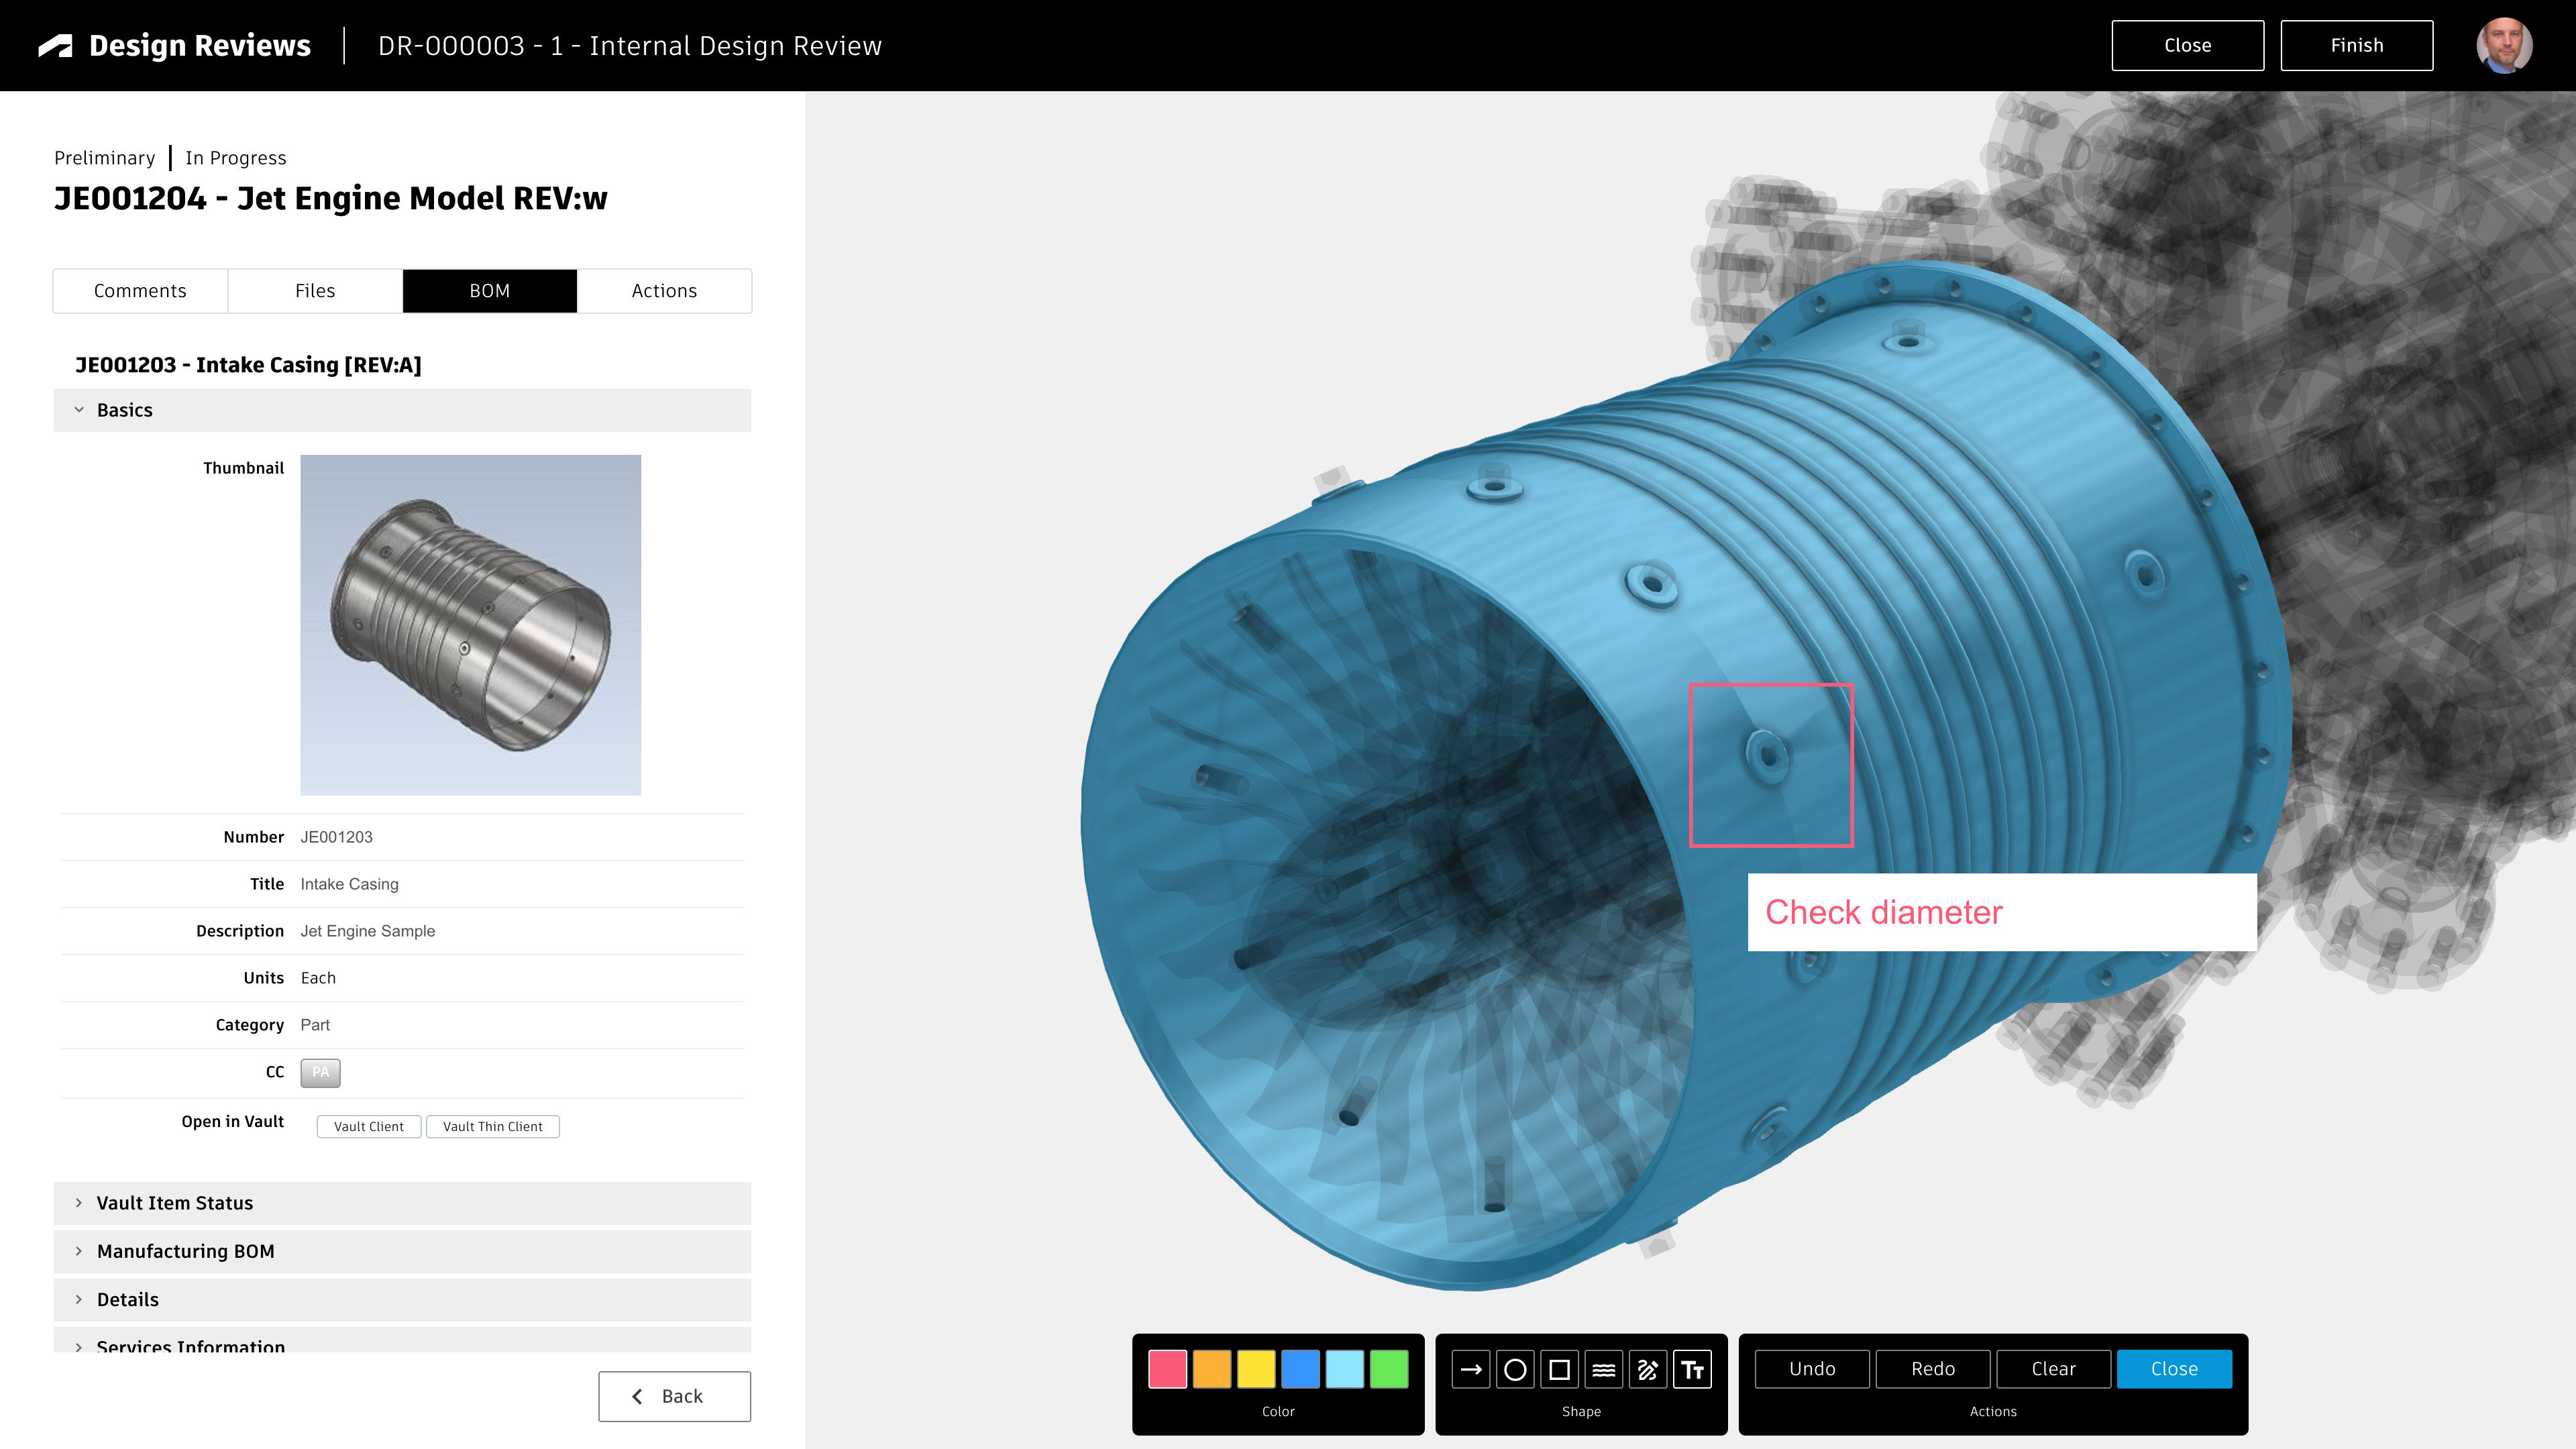 Design Reviews
DR-000003 - 1 - Internal Design Review
Close
Finish
Preliminary
In Progress
JE001204 - Jet Engine Model REV:w
Comments
Files
BOM
Actions
JE001203 - Intake Casing [REV:A]
Basics
Thumbnail
Number JE001203
Title Intake Casing
Description Jet Engine Sample
Units Each
Category Part
CC PA
Open in Vault Vault Client Vault Thin Client
Vault Item Status
Manufacturing BOM
Details
Services Information
Back
Check diameter
Color
Tt
Shape
Undo
Redo
Clear
Close
Actions